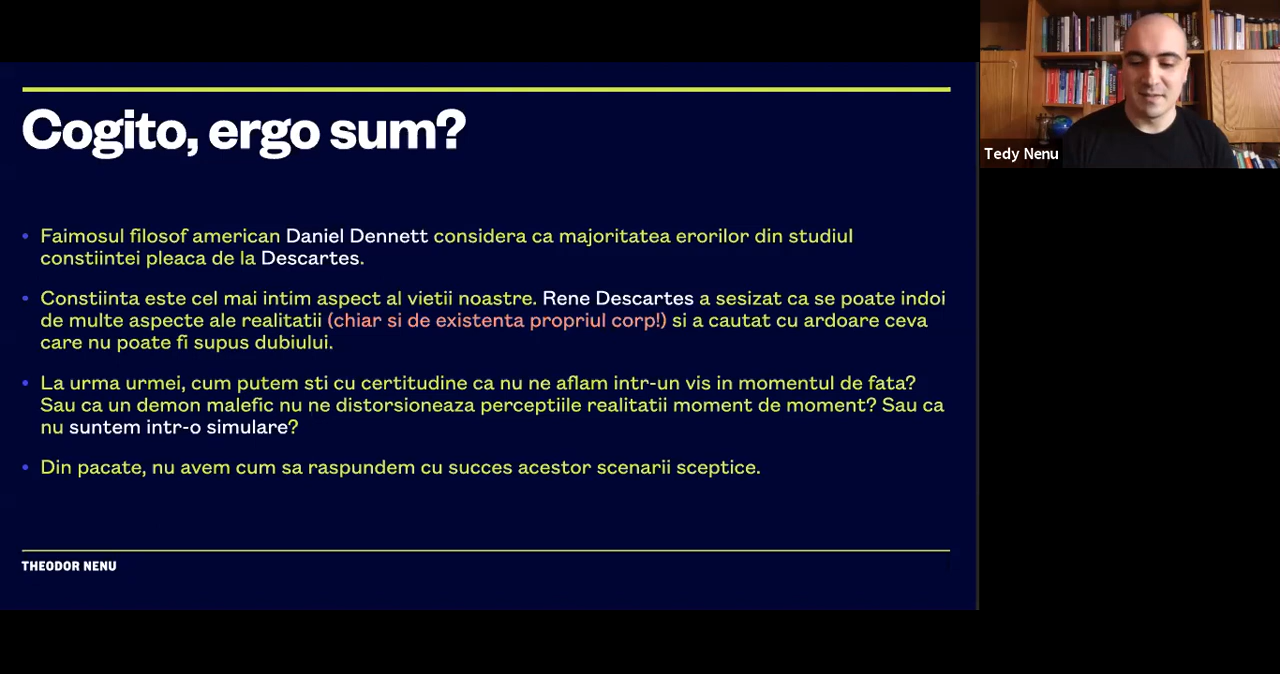 Cogito, ergo sum?
Tedy Nenu
• Faimosul filosof american Daniel Dennett considera ca majoritatea erorilor din studiul
constiintei pleaca de la Descartes.
• Constiinta este cel mai intim aspect al vietii noastre. Rene Descartes a sesizat ca se poate indoi
de multe aspecte ale realitatii (chiar si de existenta propriul corp!) si a cautat cu ardoare ceva
care nu poate fi supus dubiului.
• La urma urmei, cum putem sti cu certitudine ca nu ne aflam intr-un vis in momentul de fata?
Sau ca un demon malefic nu ne distorsioneaza perceptiile realitatii moment de moment? Sau ca
nu suntem intr-o simulare?
• Din pacate, nu avem cum sa raspundem cu succes acestor scenarii sceptice.
THEODOR NENU